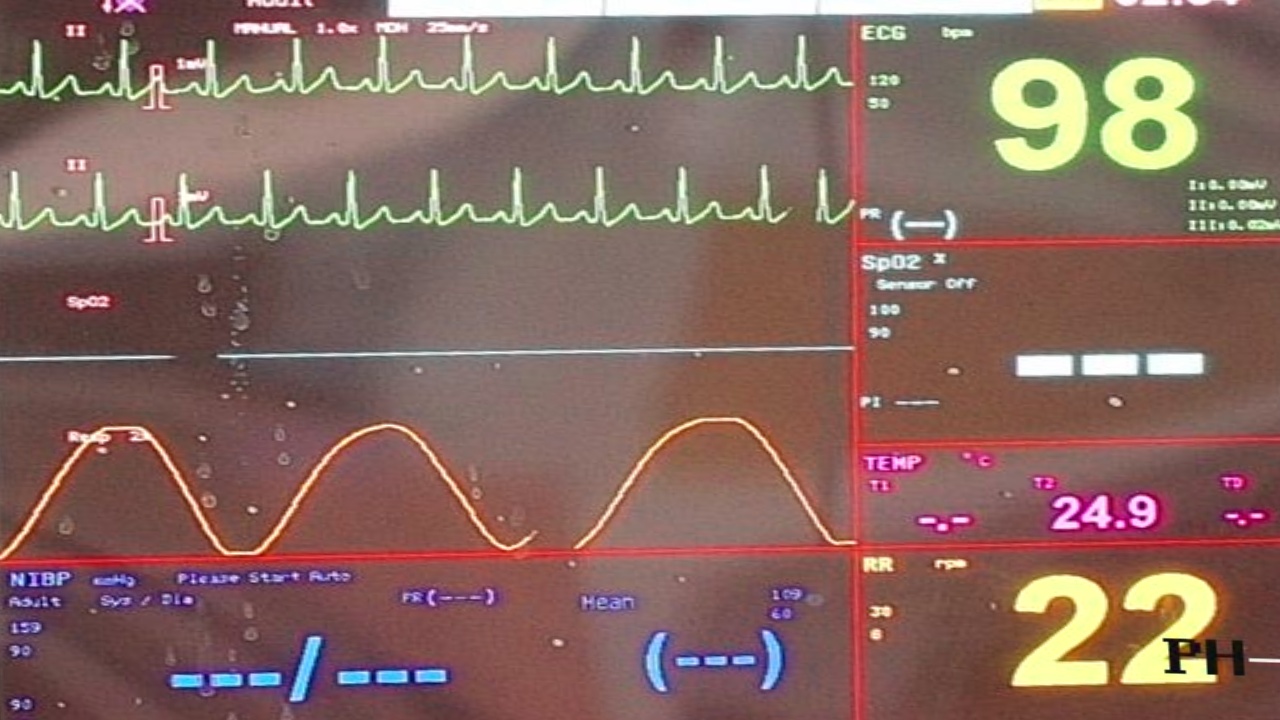 II
MANUAL 1.0x MON 25mm/s
1mV
ECG bpm
120
50
98
II
I:0.00mV
II:0.00mV
III:0.02mV
PR (—)
SpO2 %
Sensor Off
100
90
SpO2
PI ---
Resp 2x
TEMP °C
T1 T2 TD
-.- 24.9 -.-
NIBP mmHg Please Start Auto
Adult Sys / Dia PR(---) Mean 109
60
159
90
---/--- (---)
90
RR rpm
30
8
22
PH